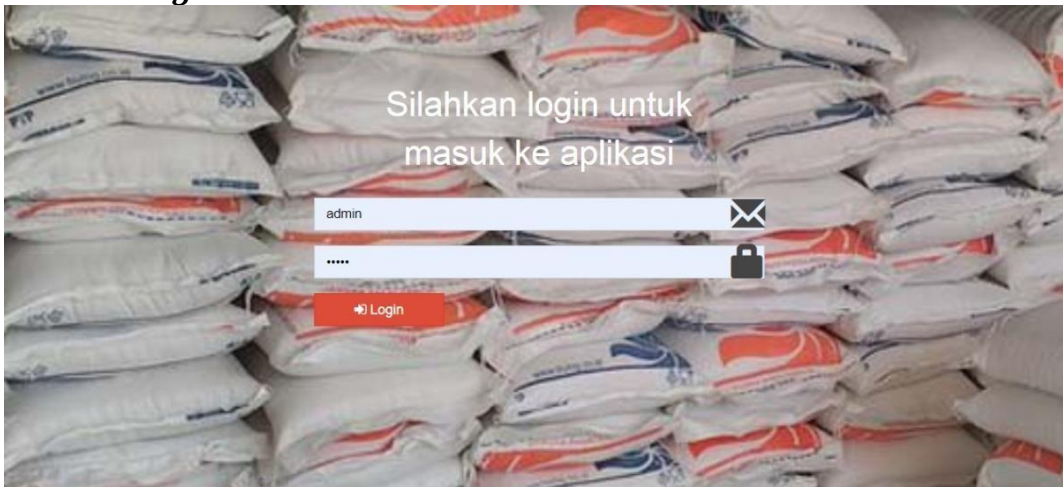 Silahkan login untuk
masuk ke aplikasi
admin
•••••
Login